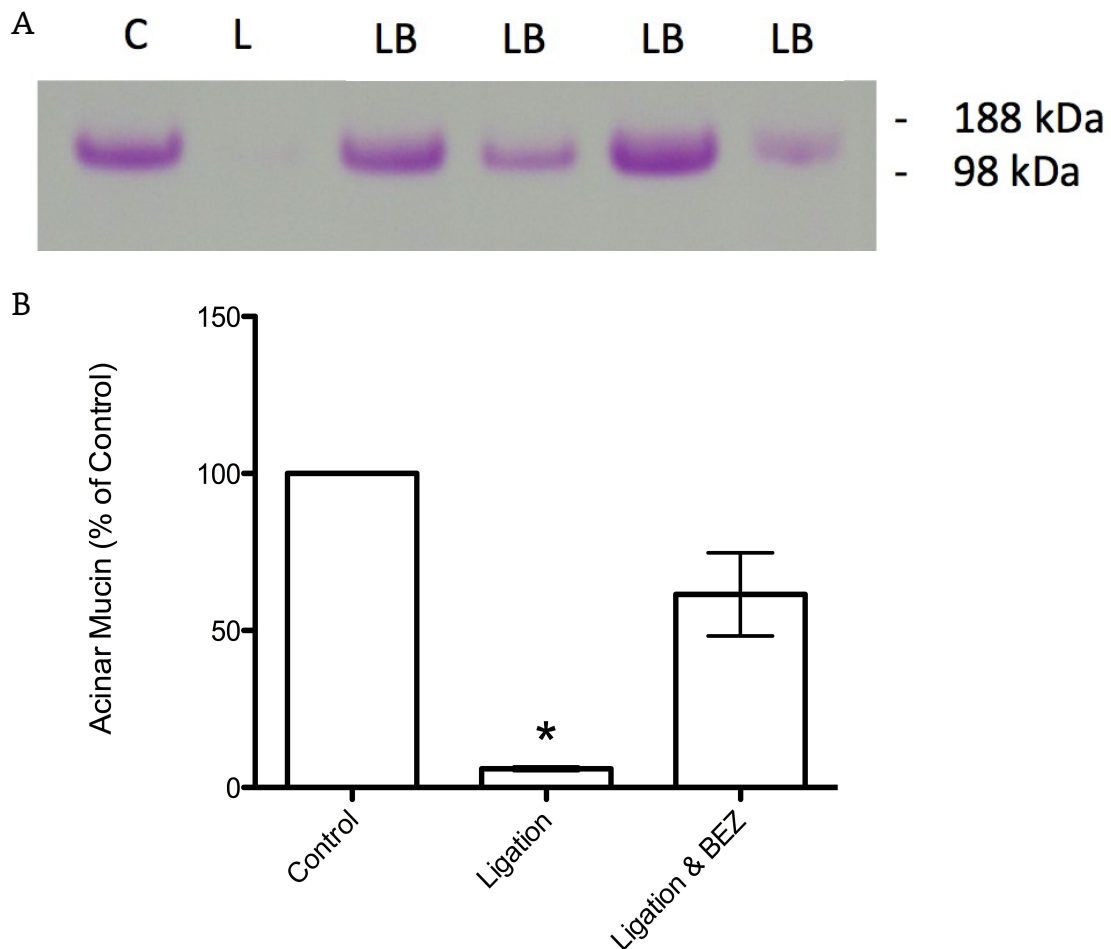 A
C L LB LB LB LB
- 188 kDa
- 98 kDa
B
Acinar Mucin (% of Control)
150
100
50
0
*
Control
Ligation
Ligation & BEZ